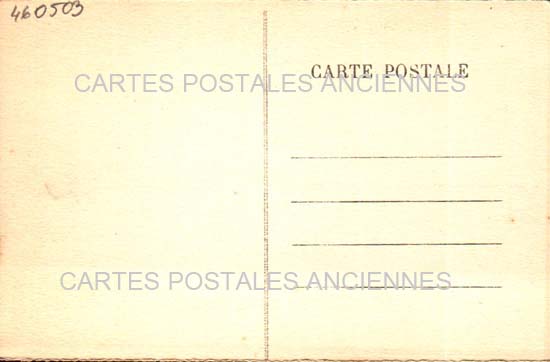 460503
CARTE POSTALE
CARTES POSTALES ANCIENNES
CARTES POSTALES ANCIENNES